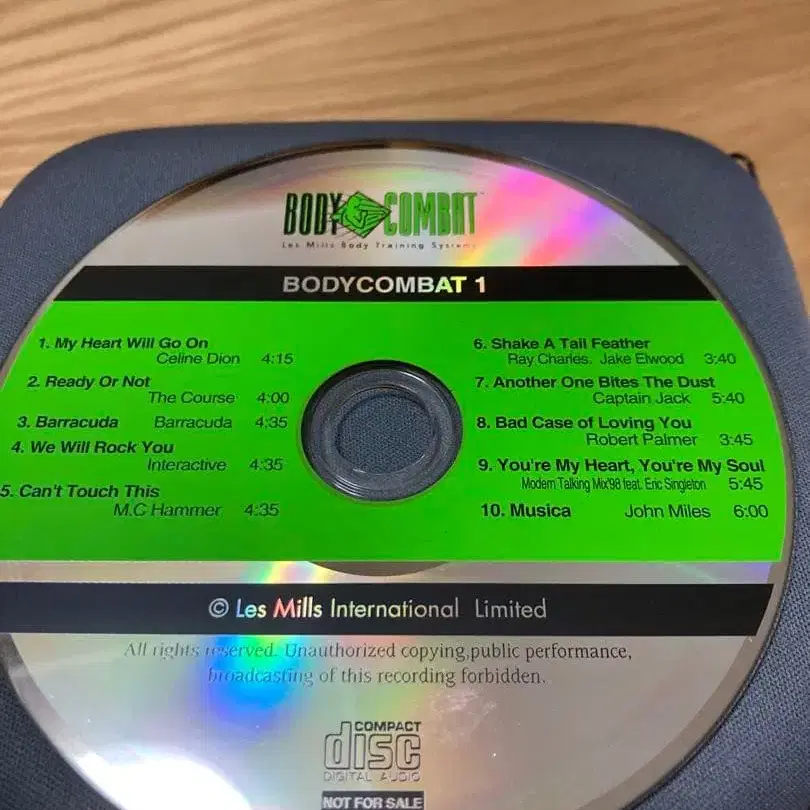 BODY COMBAT™
Les Mills Body Training Systems
BODYCOMBAT 1
1. My Heart Will Go On
Celine Dion 4:15
2. Ready Or Not
The Course 4:00
3. Barracuda Barracuda 4:35
4. We Will Rock You
Interactive 4:35
5. Can't Touch This
M.C Hammer 4:35
6. Shake A Tail Feather
Ray Charles. Jake Elwood 3:40
7. Another One Bites The Dust
Captain Jack 5:40
8. Bad Case of Loving You
Robert Palmer 3:45
9. You're My Heart, You're My Soul
Modern Talking Mix'98 feat. Eric Singleton 5:45
10. Musica John Miles 6:00
© Les Mills International Limited
All rights reserved. Unauthorized copying,public performance,
broadcasting of this recording forbidden.
COMPACT
disc
DIGITAL AUDIO
NOT FOR SALE